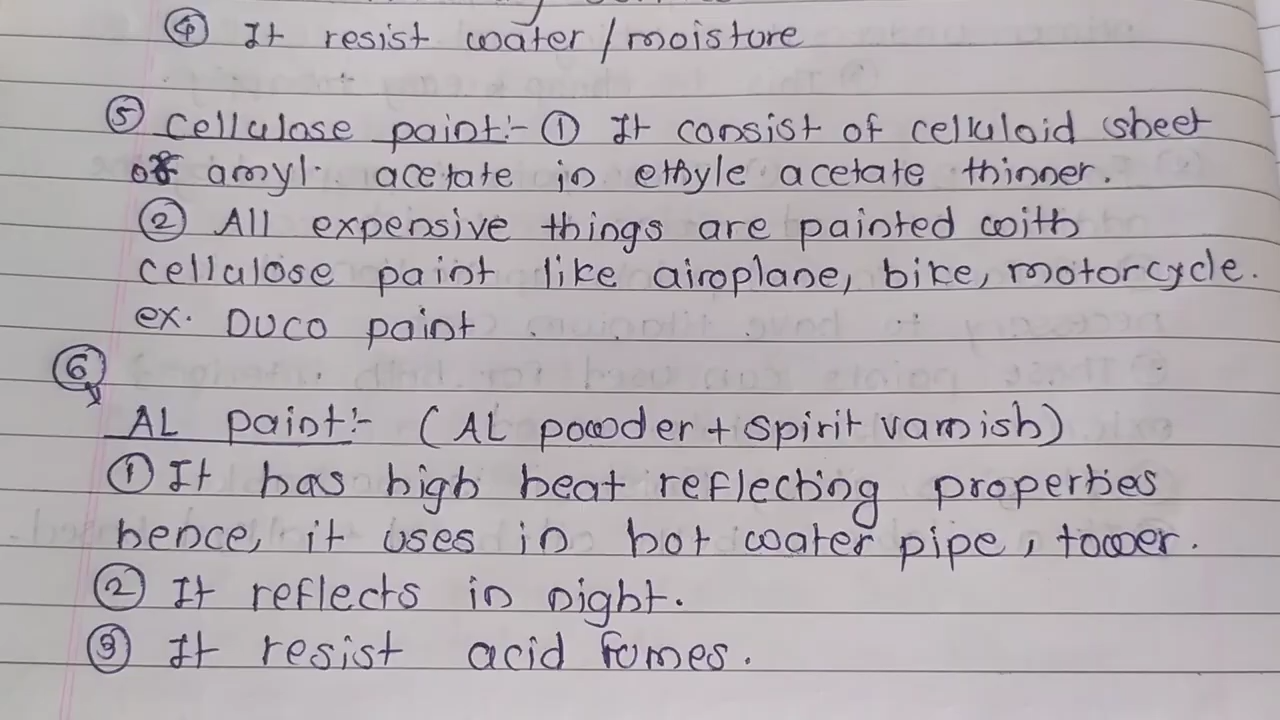 ④ It resist water/moisture
⑤ Cellulose paint:- ① It consist of celluloid sheet
of amyl. acetate in ethyle acetate thinner.
② All expensive things are painted with
cellulose paint like airoplane, bike, motorcycle.
ex. DUCO paint
⑥
AL paint:- (AL powder + spirit varnish)
① It has high heat reflecting properties
hence, it uses in hot water pipe, tower.
② It reflects in night.
③ It resist acid fumes.